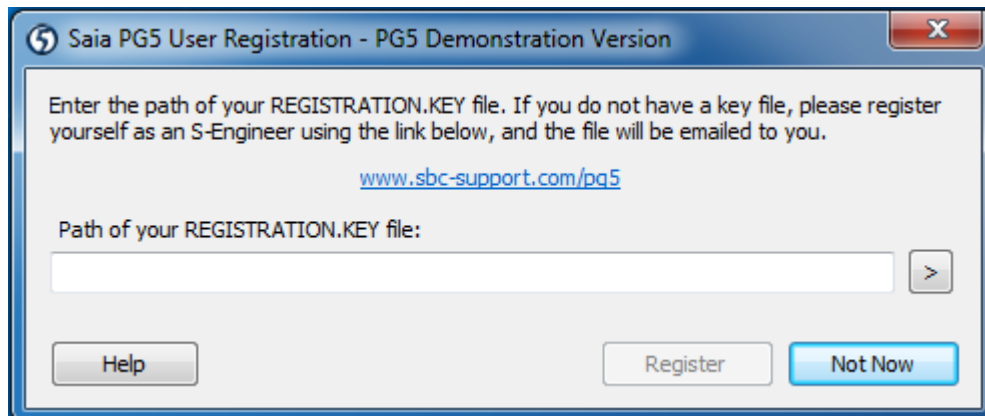 Saia PG5 User Registration - PG5 Demonstration Version
Enter the path of your REGISTRATION.KEY file. If you do not have a key file, please register
yourself as an S-Engineer using the link below, and the file will be emailed to you.
www.sbc-support.com/pg5
Path of your REGISTRATION.KEY file:
>
Help
Register
Not Now